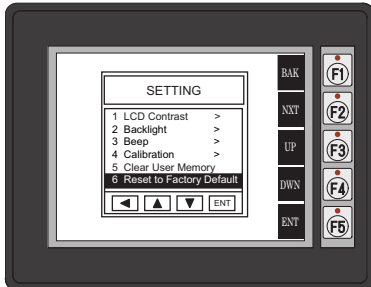 SETTING
1 LCD Contrast >
2 Backlight >
3 Beep >
4 Calibration >
5 Clear User Memory
6 Reset to Factory Default
ENT
BAK
NXT
UP
DWN
ENT
F1
F2
F3
F4
F5